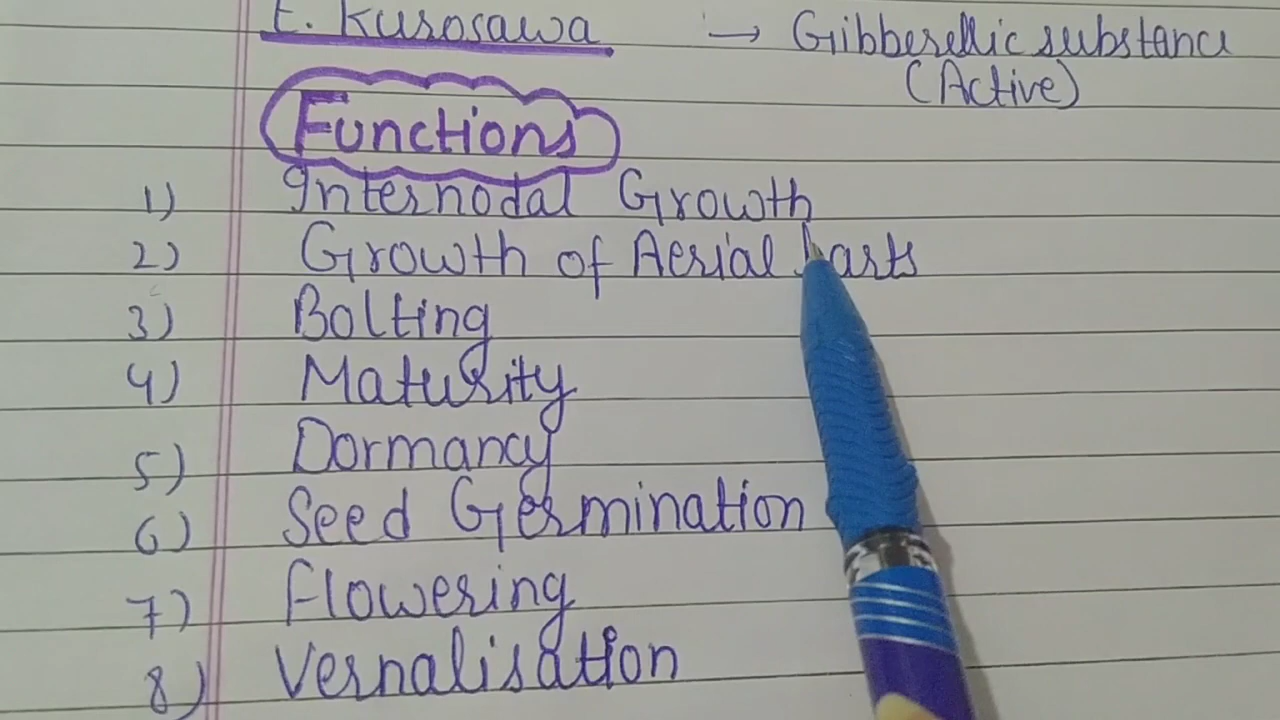 E. Kurosawa → Gibberellic substance
(Active)
Functions
1) Internodal Growth
2) Growth of Aerial parts
3) Bolting
4) Maturity
5) Dormancy
6) Seed Germination
7) Flowering
8) Vernalisation